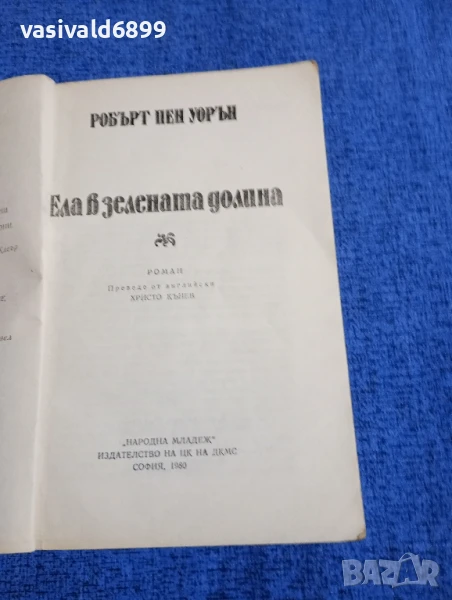 vasivald6899
РОБЪРТ ПЕН УОРЪН
Ела в зелената долина
РОМАН
Преведе от английски
ХРИСТО КЪНЕВ
„НАРОДНА МЛАДЕЖ"
ИЗДАТЕЛСТВО НА ЦК НА ДКМС
СОФИЯ, 1980
BAZAR